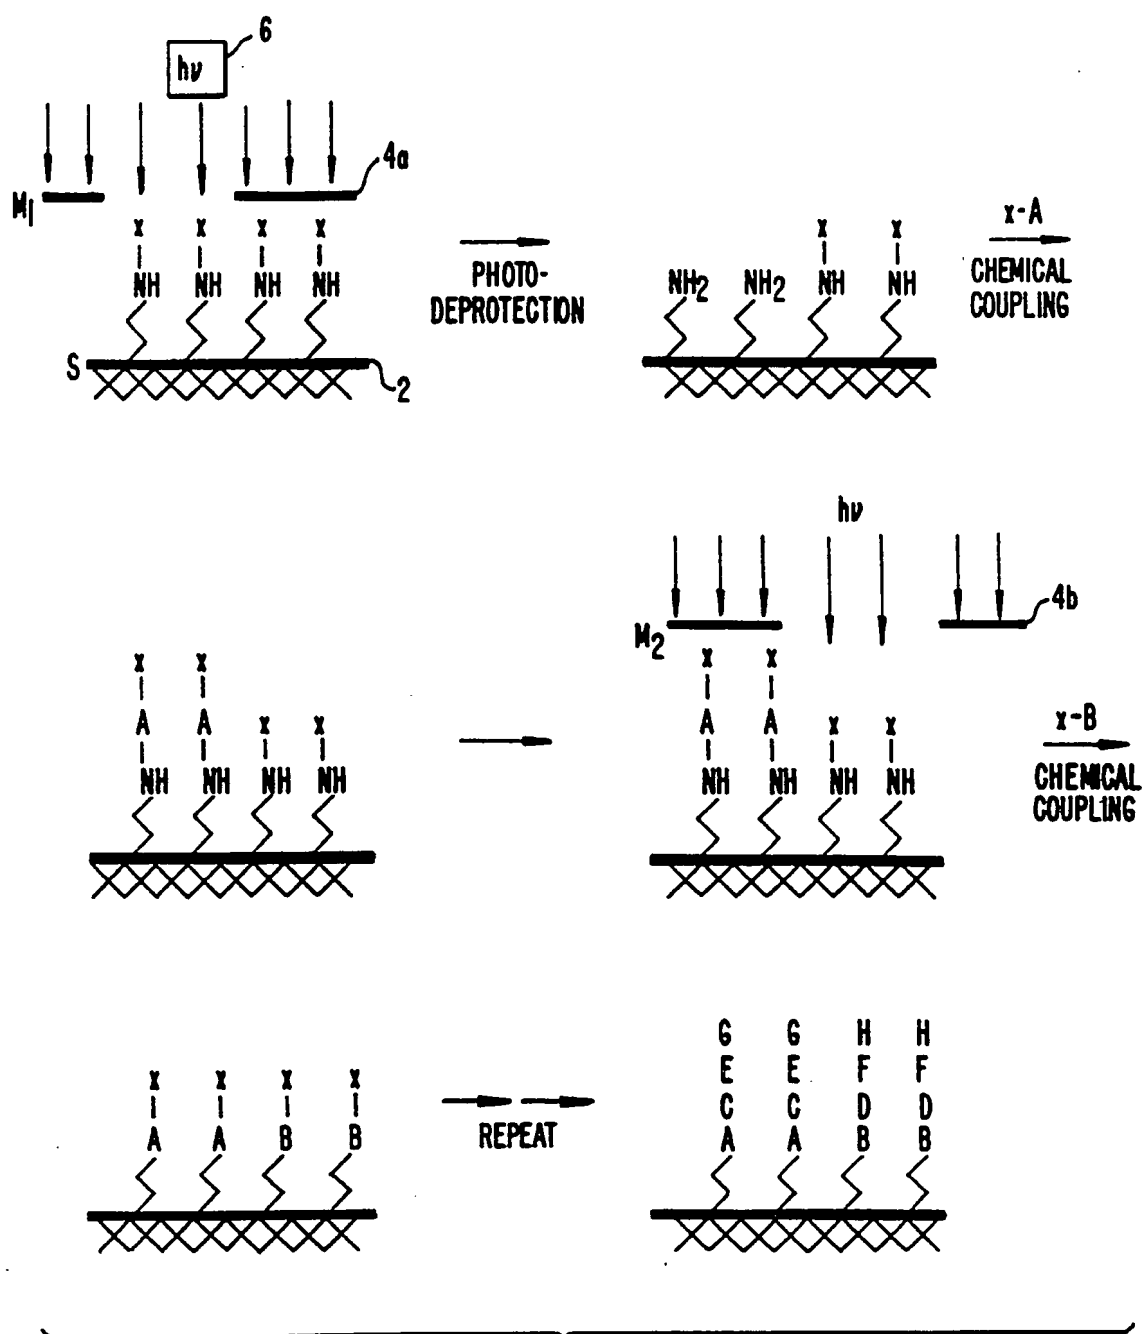 6
hν
4a
M1
x x x x
NH NH NH NH
S
2
PHOTO-
DEPROTECTION
x x
NH2 NH2 NH NH
x-A
CHEMICAL
COUPLING
x x
A A x x
NH NH NH NH
hν
4b
M2
x x
A A x x
NH NH NH NH
x-B
CHEMICAL
COUPLING
x x x x
A A B B
REPEAT
G G H H
E E F F
C C D D
A A B B